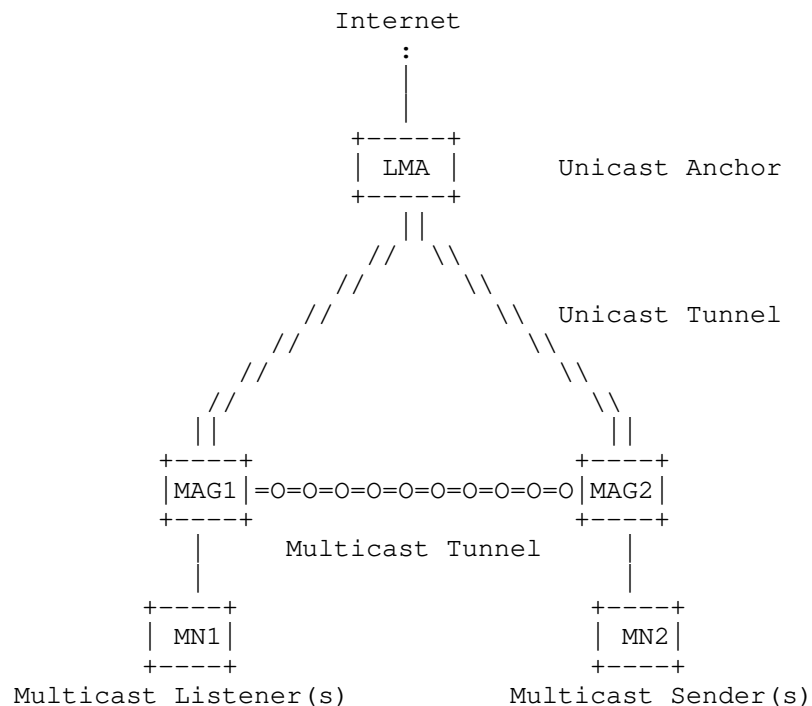 Internet
:
LMA
Unicast Anchor
Unicast Tunnel
MAG1 =O=O=O=O=O=O=O=O=O=O MAG2
Multicast Tunnel
MN1 MN2
Multicast Listener(s) Multicast Sender(s)